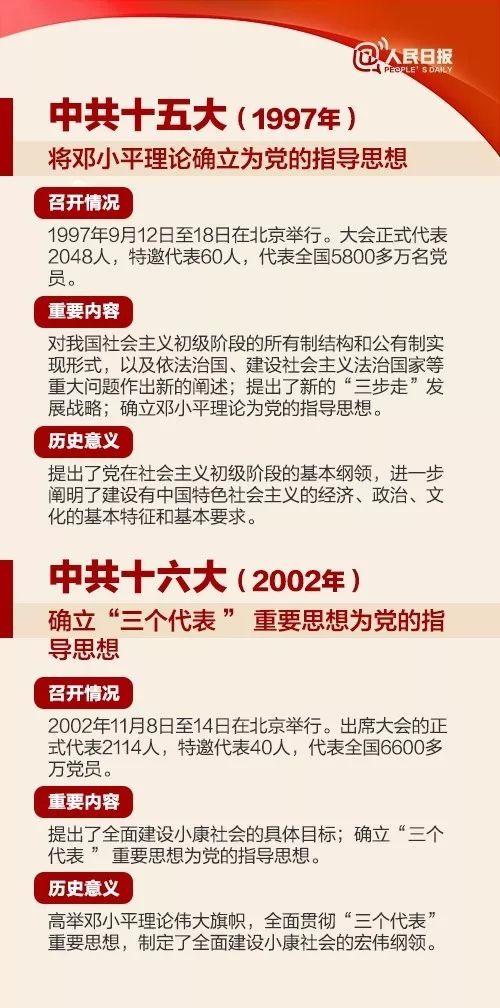 人民日报
PEOPLE'S DAILY
中共十五大（1997年）
将邓小平理论确立为党的指导思想
召开情况
1997年9月12日至18日在北京举行。大会正式代表
2048人，特邀代表60人，代表全国5800多万名党
员。
重要内容
对我国社会主义初级阶段的所有制结构和公有制实
现形式，以及依法治国、建设社会主义法治国家等
重大问题作出新的阐述；提出了新的“三步走”发
展战略；确立邓小平理论为党的指导思想。
历史意义
提出了党在社会主义初级阶段的基本纲领，进一步
阐明了建设有中国特色社会主义的经济、政治、文
化的基本特征和基本要求。
中共十六大（2002年）
确立“三个代表 ” 重要思想为党的指
导思想
召开情况
2002年11月8日至14日在北京举行。出席大会的正
式代表2114人，特邀代表40人，代表全国6600多
万党员。
重要内容
提出了全面建设小康社会的具体目标；确立“三个
代表 ” 重要思想为党的指导思想。
历史意义
高举邓小平理论伟大旗帜，全面贯彻“三个代表”
重要思想，制定了全面建设小康社会的宏伟纲领。